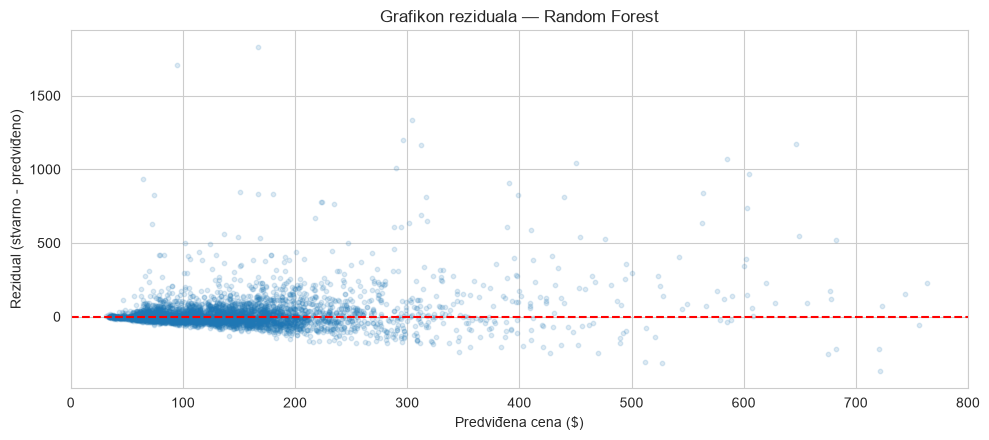 Grafikon reziduala — Random Forest
Rezidual (stvarno - predviđeno)
1500
1000
500
0
0 100 200 300 400 500 600 700 800
Predviđena cena ($)